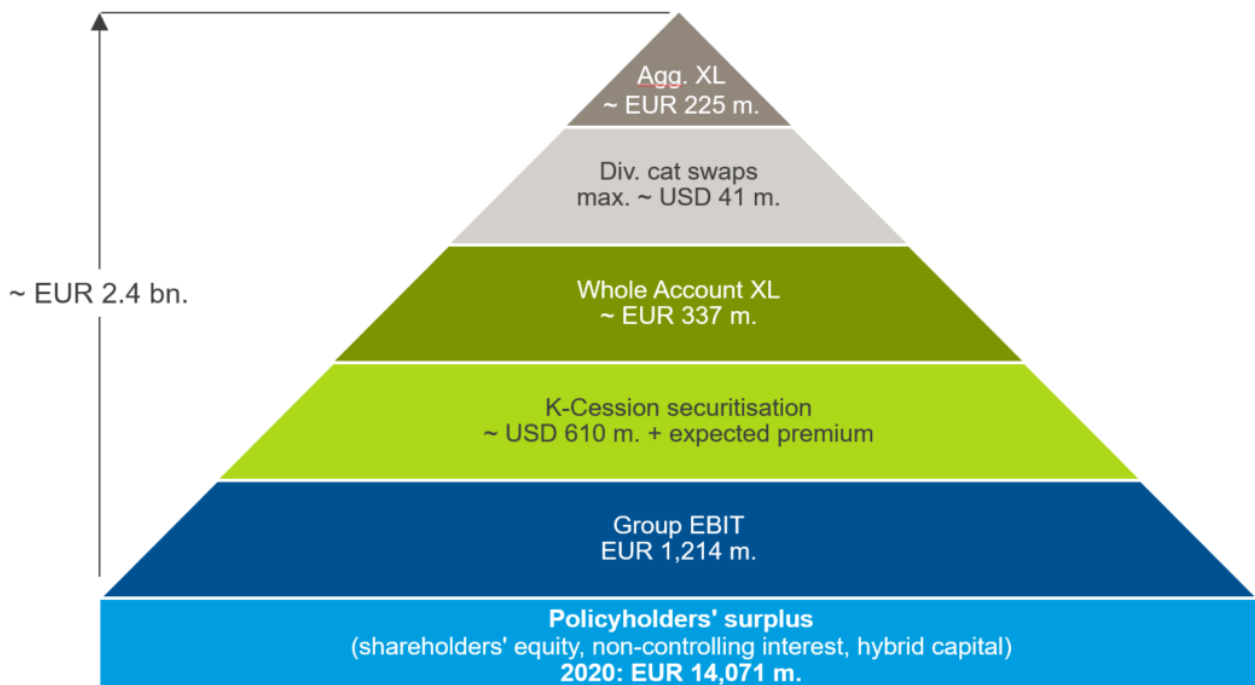 Agg. XL
~ EUR 225 m.
Div. cat swaps
max. ~ USD 41 m.
~ EUR 2.4 bn.
Whole Account XL
~ EUR 337 m.
K-Cession securitisation
~ USD 610 m. + expected premium
Group EBIT
EUR 1,214 m.
Policyholders' surplus
(shareholders' equity, non-controlling interest, hybrid capital)
2020: EUR 14,071 m.